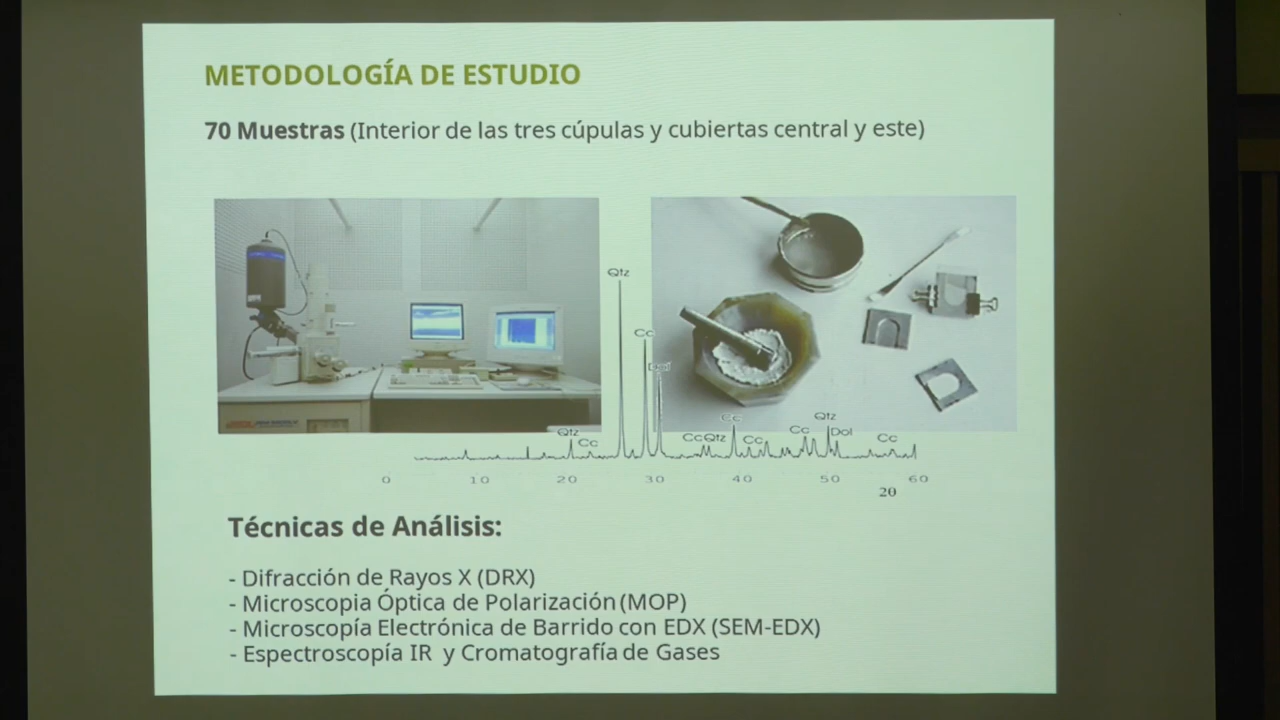 METODOLOGÍA DE ESTUDIO
70 Muestras (Interior de las tres cúpulas y cubiertas central y este)
Qtz
Cc
Dol
Qtz
Cc
Cc Qtz
Cc
Cc
Cc
Qtz
Dol
Cc
0 10 20 30 40 50 60
2θ
Técnicas de Análisis:
- Difracción de Rayos X (DRX)
- Microscopia Óptica de Polarización (MOP)
- Microscopía Electrónica de Barrido con EDX (SEM-EDX)
- Espectroscopía IR y Cromatografía de Gases